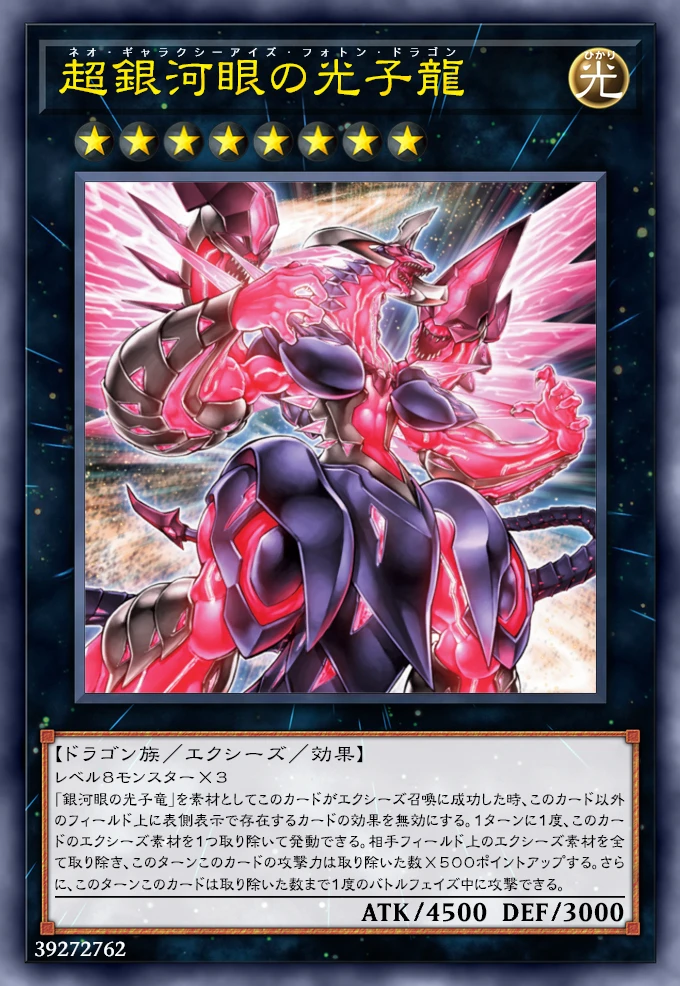 ネオ・ギャラクシーアイズ・フォトン・ドラゴン
超銀河眼の光子龍
ひかり
光
【ドラゴン族／エクシーズ／効果】
レベル8モンスター×3
「銀河眼の光子竜」を素材としてこのカードがエクシーズ召喚に成功した時、このカード以外
のフィールド上に表側表示で存在するカードの効果を無効にする。1ターンに1度、このカー
ドのエクシーズ素材を1つ取り除いて発動できる。相手フィールド上のエクシーズ素材を全
て取り除き、このターンこのカードの攻撃力は取り除いた数×500ポイントアップする。さら
に、このターンこのカードは取り除いた数まで1度のバトルフェイズ中に攻撃できる。
ATK/4500 DEF/3000
39272762